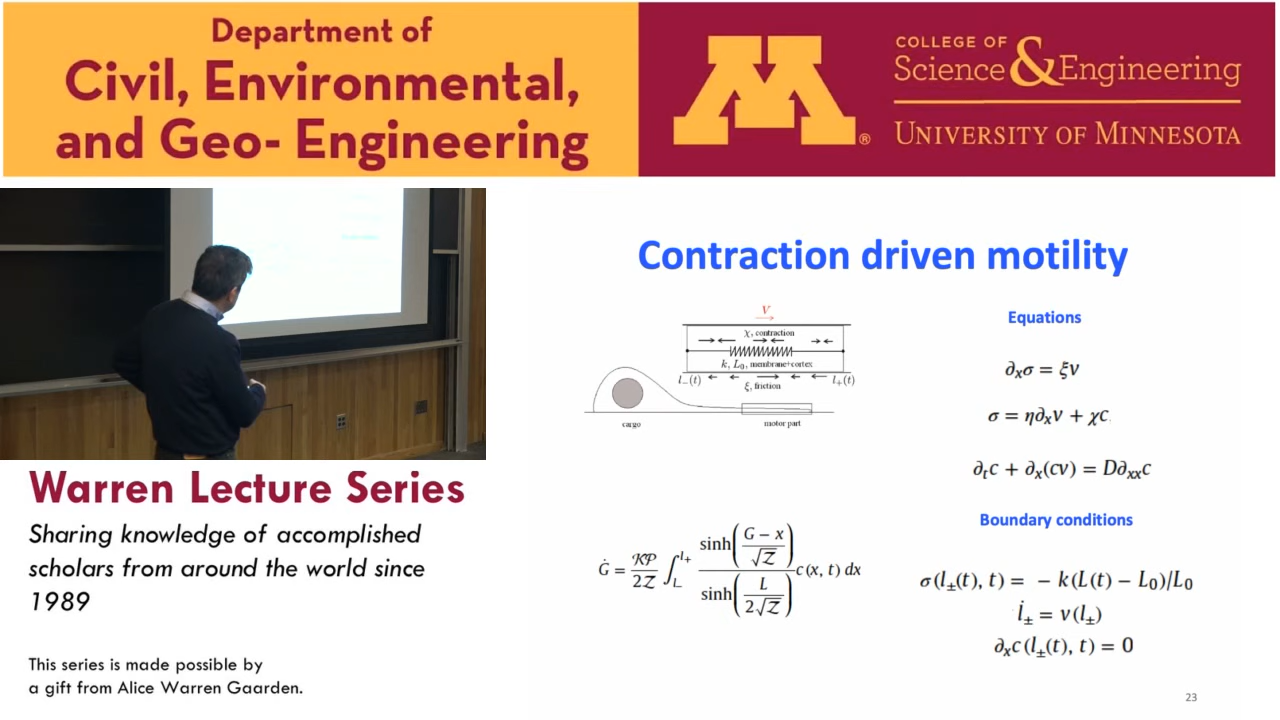 Department of
Civil, Environmental,
and Geo- Engineering
M
®
COLLEGE OF
Science & Engineering
UNIVERSITY OF MINNESOTA
Warren Lecture Series
Sharing knowledge of accomplished
scholars from around the world since
1989
This series is made possible by
a gift from Alice Warren Gaarden.
Contraction driven motility
V
χ, contraction
k, L₀, membrane+cortex
l₋(t)
ξ, friction
l₊(t)
cargo
motor part
Ġ = 𝒦𝒫/2𝒵 ∫_{L₋}^{l₊} sinh((G − x)/√𝒵)/sinh(L/2√𝒵) c(x, t) dx
Equations
∂ₓσ = ξv
σ = η∂ₓv + χc.
∂ₜc + ∂ₓ(cv) = D∂ₓₓc
Boundary conditions
σ(l±(t), t) = − k(L(t) − L₀)/L₀
l̇± = v(l±)
∂ₓc(l±(t), t) = 0
23